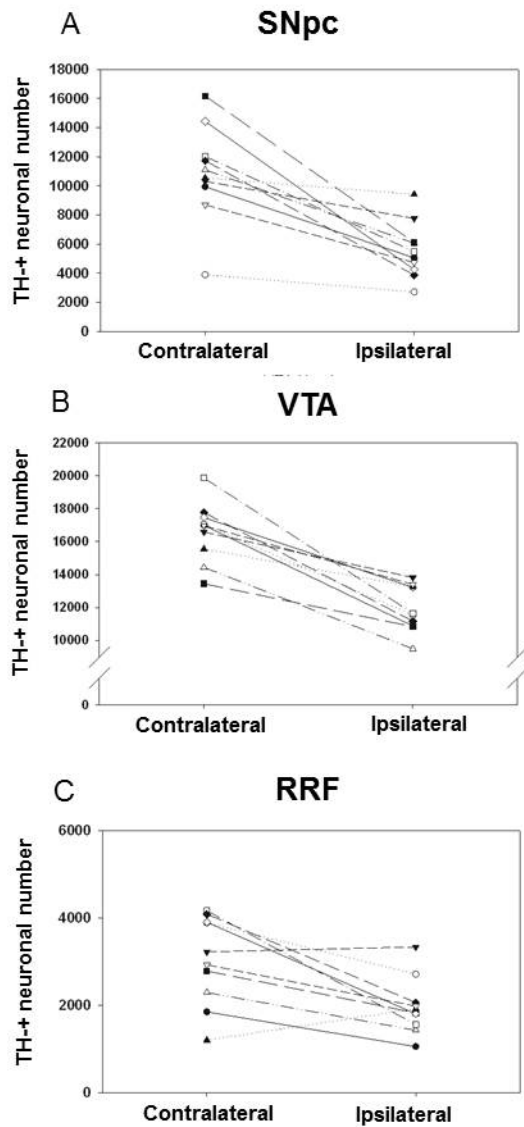 A
SNpc
TH-+ neuronal number
18000
16000
14000
12000
10000
8000
6000
4000
2000
0
Contralateral
Ipsilateral
B
VTA
TH-+ neuronal number
22000
20000
18000
16000
14000
12000
10000
0
Contralateral
Ipsilateral
C
RRF
TH-+ neuronal number
6000
4000
2000
0
Contralateral
Ipsilateral